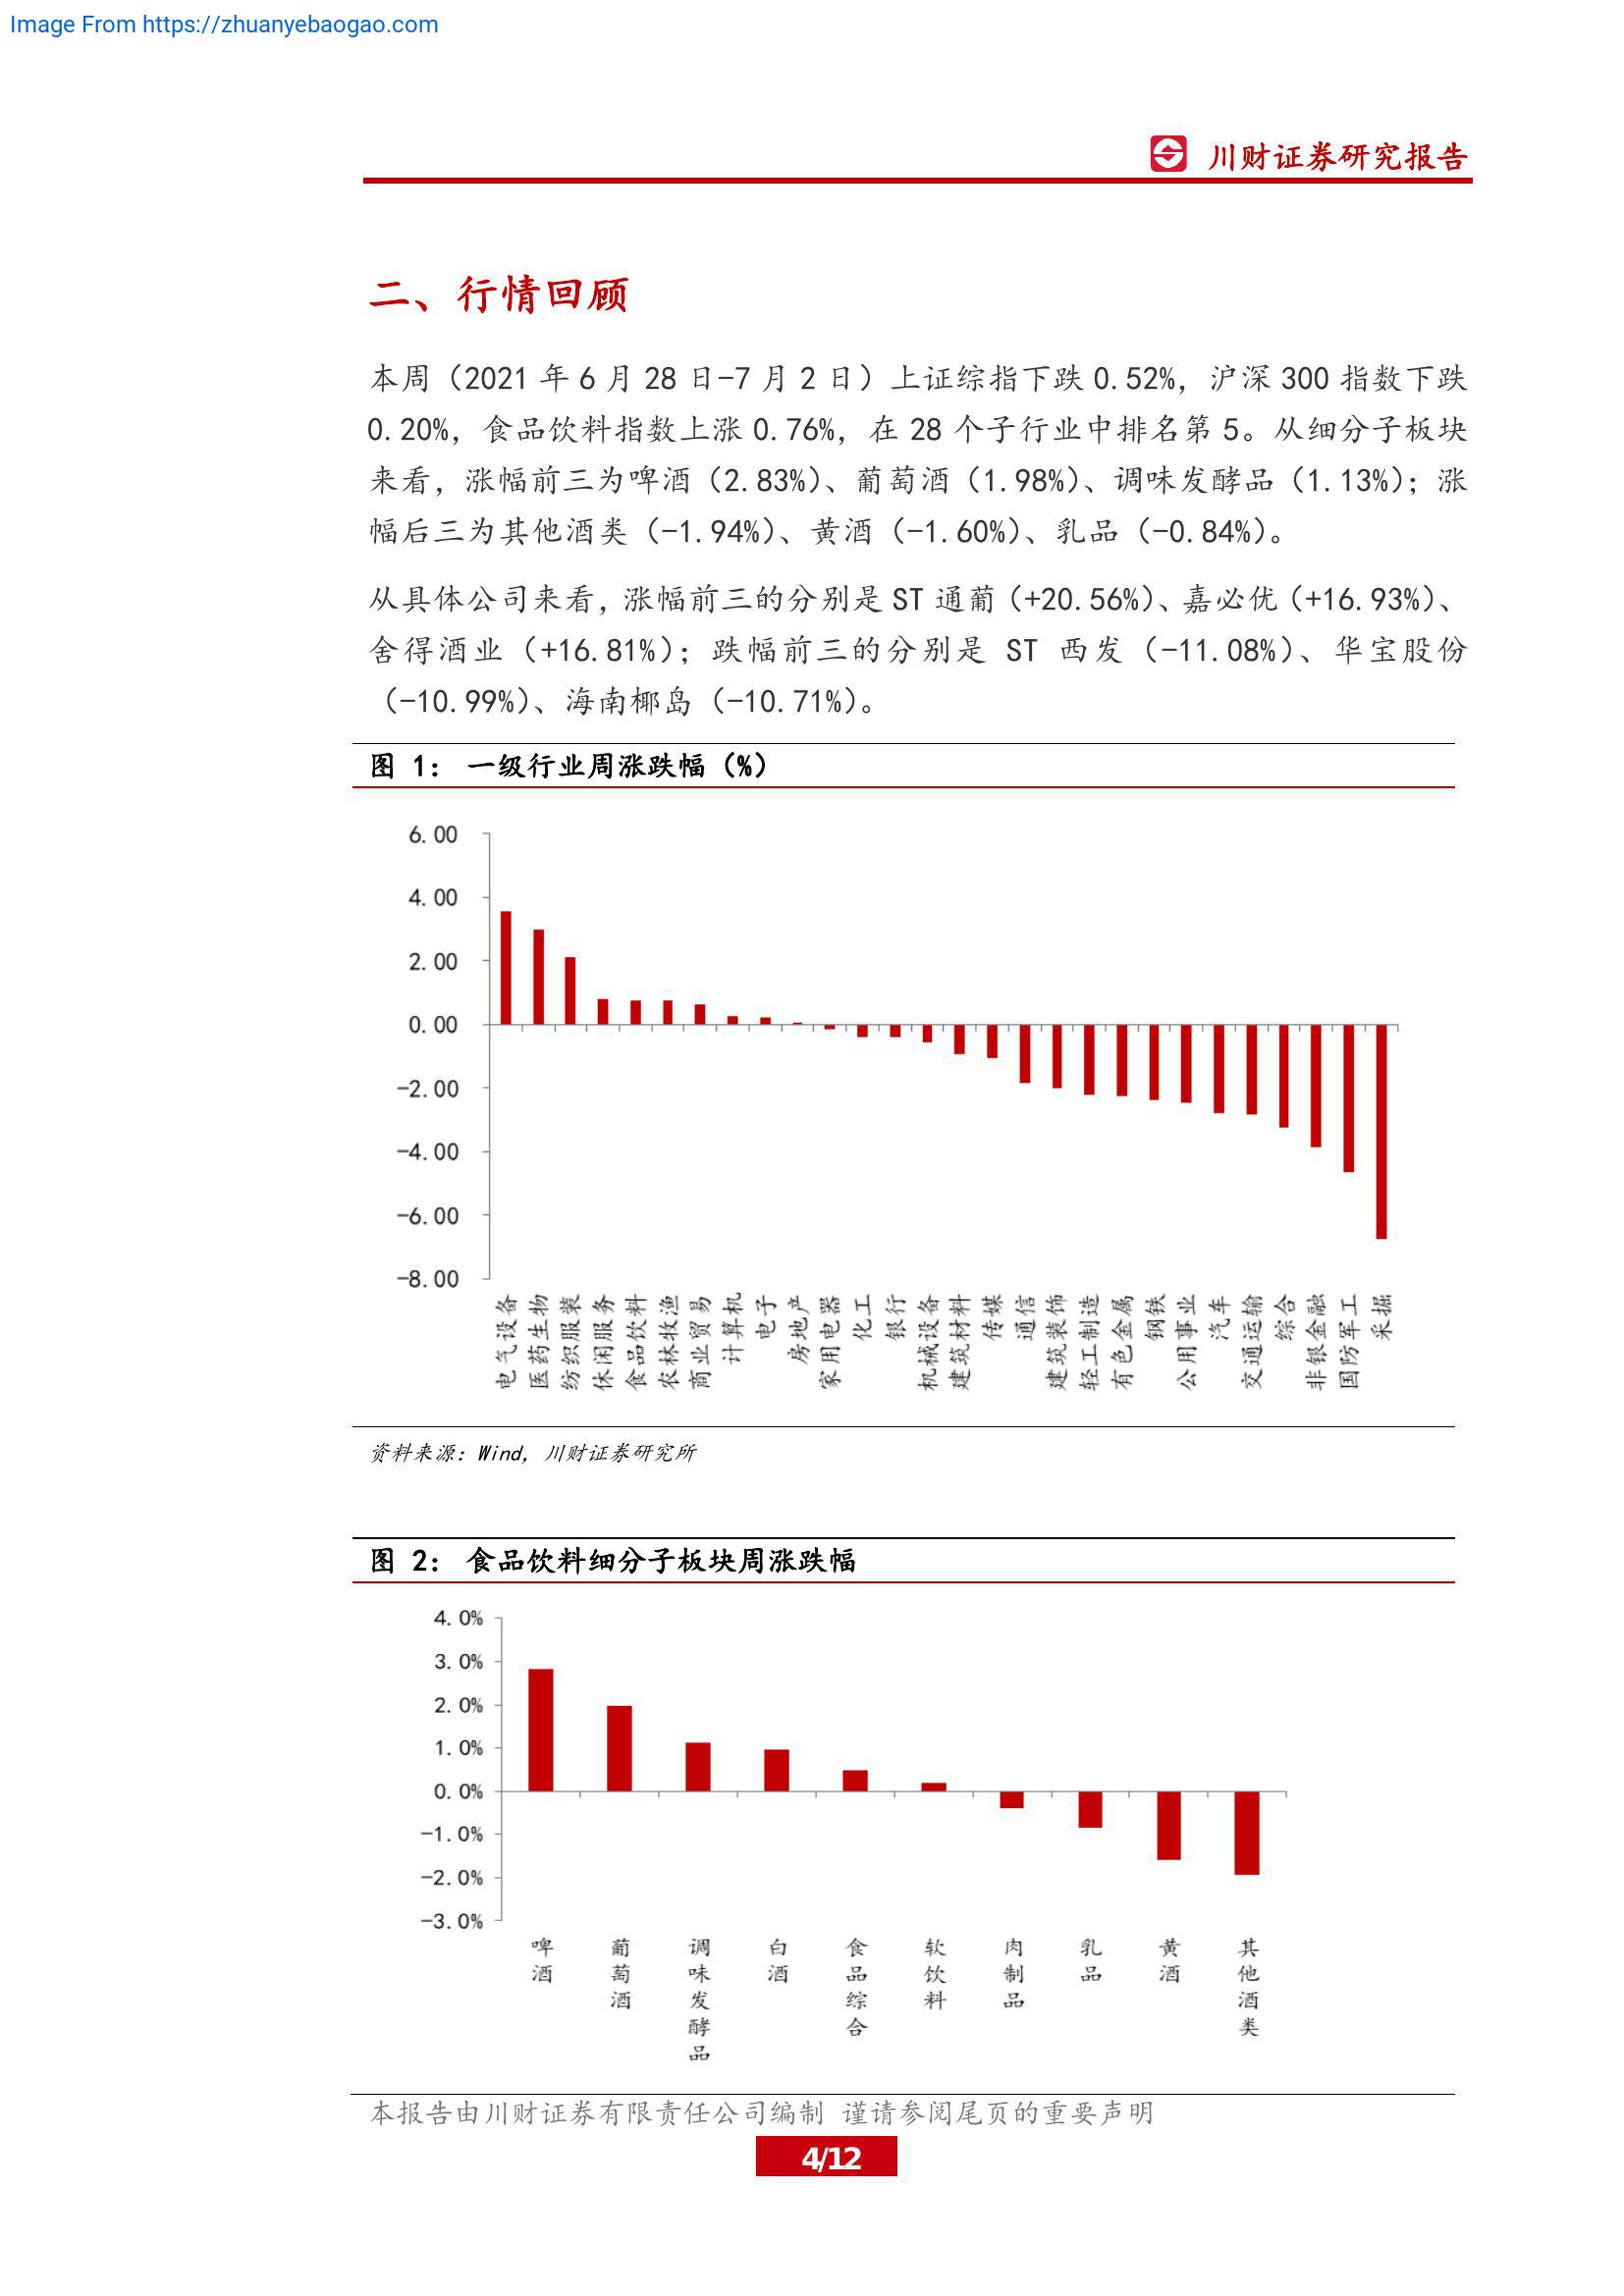 Image From https://zhuanyebaogao.com
川财证券研究报告
二、行情回顾
本周（2021 年 6 月 28 日-7 月 2 日）上证综指下跌 0.52%，沪深 300 指数下跌
0.20%，食品饮料指数上涨 0.76%，在 28 个子行业中排名第 5。从细分子板块
来看，涨幅前三为啤酒（2.83%）、葡萄酒（1.98%）、调味发酵品（1.13%）；涨
幅后三为其他酒类（-1.94%）、黄酒（-1.60%）、乳品（-0.84%）。
从具体公司来看，涨幅前三的分别是 ST 通葡（+20.56%）、嘉必优（+16.93%）、
舍得酒业（+16.81%）；跌幅前三的分别是 ST 西发（-11.08%）、华宝股份
（-10.99%）、海南椰岛（-10.71%）。
图 1： 一级行业周涨跌幅（%）
6.00
4.00
2.00
0.00
-2.00
-4.00
-6.00
-8.00
电气设备
医药生物
纺织服装
休闲服务
食品饮料
农林牧渔
商业贸易
计算机
电子
房地产
家用电器
化工
银行
机械设备
建筑材料
传媒
通信
建筑装饰
轻工制造
有色金属
钢铁
公用事业
汽车
交通运输
综合
非银金融
国防军工
采掘
资料来源：Wind，川财证券研究所
图 2： 食品饮料细分子板块周涨跌幅
4.0%
3.0%
2.0%
1.0%
0.0%
-1.0%
-2.0%
-3.0%
啤酒
葡萄酒
调味发酵品
白酒
食品综合
软饮料
肉制品
乳品
黄酒
其他酒类
本报告由川财证券有限责任公司编制 谨请参阅尾页的重要声明
4/12